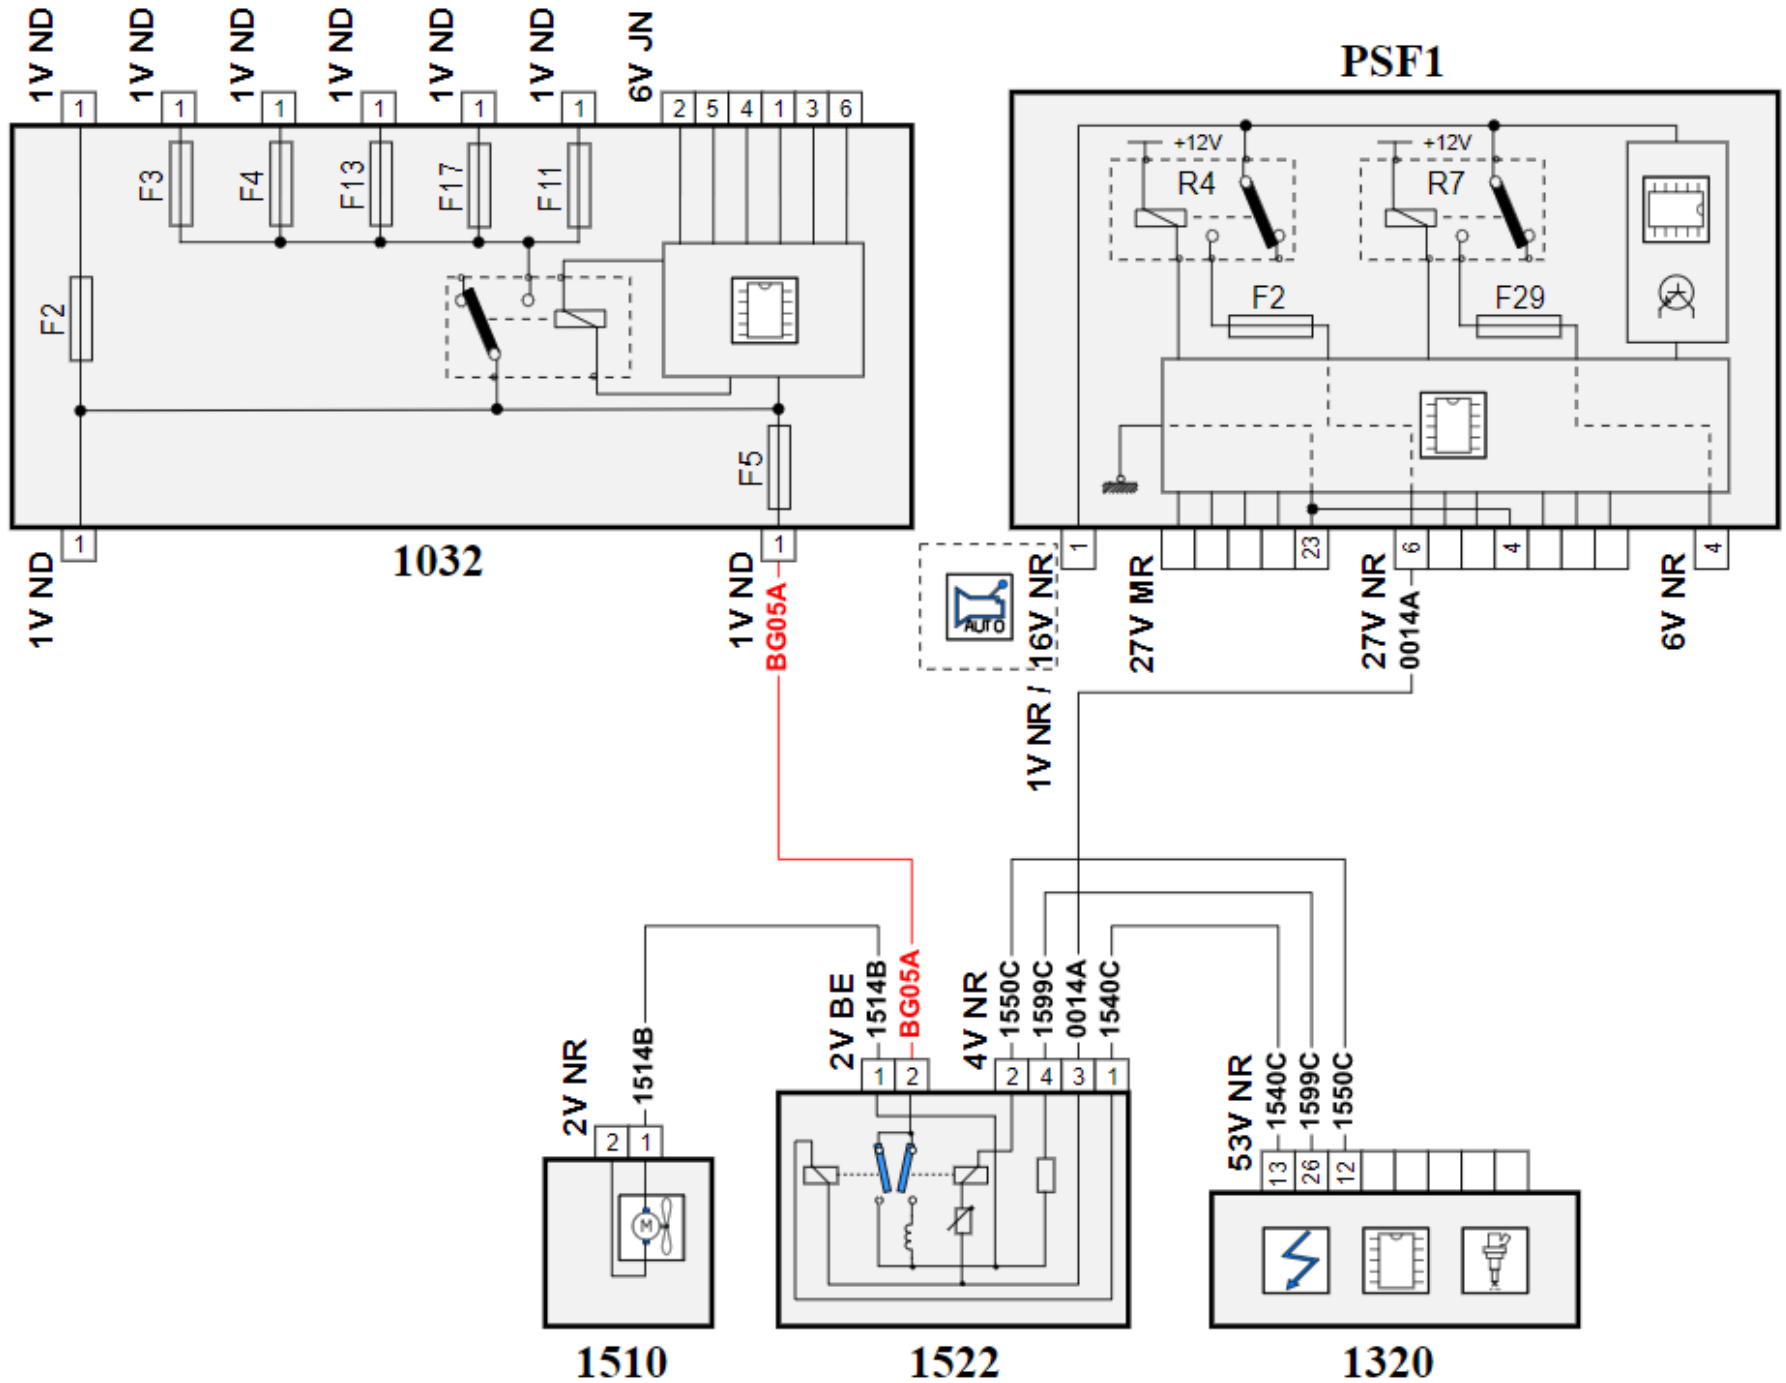 1V ND
1V ND
1V ND
1V ND
1V ND
1V ND
6V JN
1
1
1
1
1
1
2 5 4 1 3 6
F3
F4
F13
F17
F11
F2
F5
1
1V ND
1032
1V ND
1
BG05A
PSF1
+12V
R4
+12V
R7
F2
F29
1
23
6
4
4
AUTO
1V NR / 16V NR
27V MR
27V NR
0014A
6V NR
2V NR
1514B
2 1
M
1510
2V BE
1514B
BG05A
4V NR
1550C
1599C
0014A
1540C
1 2
2 4 3 1
1522
53V NR
1540C
1599C
1550C
13 26 12
1320